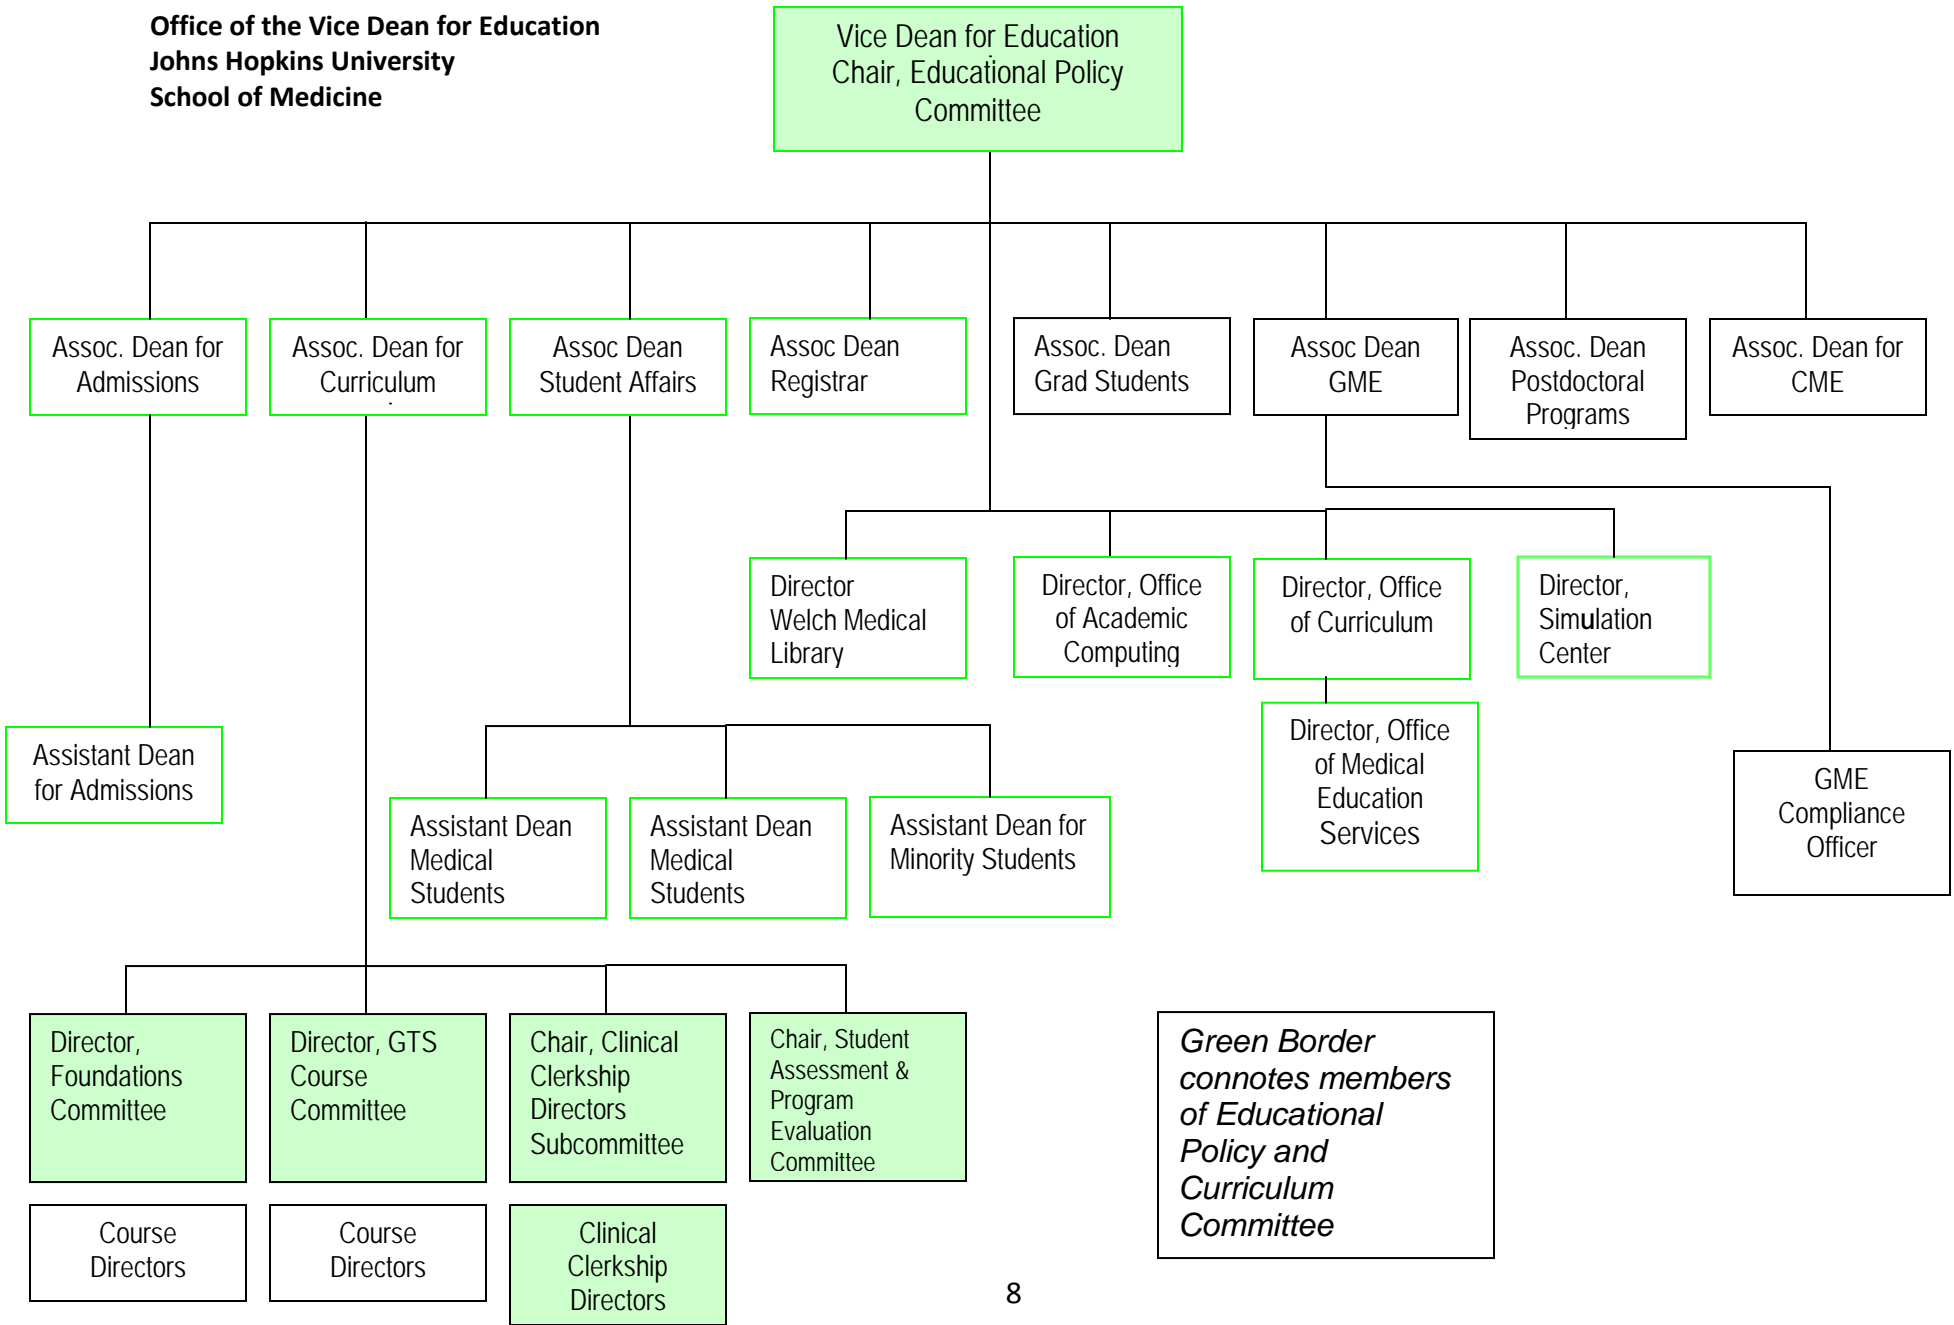 Office of the Vice Dean for Education
Johns Hopkins University
School of Medicine
Vice Dean for Education
Chair, Educational Policy
Committee
Assoc. Dean for
Admissions
Assoc. Dean for
Curriculum
Assoc Dean
Student Affairs
Assoc Dean
Registrar
Assoc. Dean
Grad Students
Assoc Dean
GME
Assoc. Dean
Postdoctoral
Programs
Assoc. Dean for
CME
Director
Welch Medical
Library
Director, Office
of Academic
Computing
Director, Office
of Curriculum
Director,
Simulation
Center
Director, Office
of Medical
Education
Services
Assistant Dean
for Admissions
Assistant Dean
Medical
Students
Assistant Dean
Medical
Students
Assistant Dean for
Minority Students
GME
Compliance
Officer
Director,
Foundations
Committee
Director, GTS
Course
Committee
Chair, Clinical
Clerkship
Directors
Subcommittee
Chair, Student
Assessment &
Program
Evaluation
Committee
Course
Directors
Course
Directors
Clinical
Clerkship
Directors
Green Border
connotes members
of Educational
Policy and
Curriculum
Committee
8